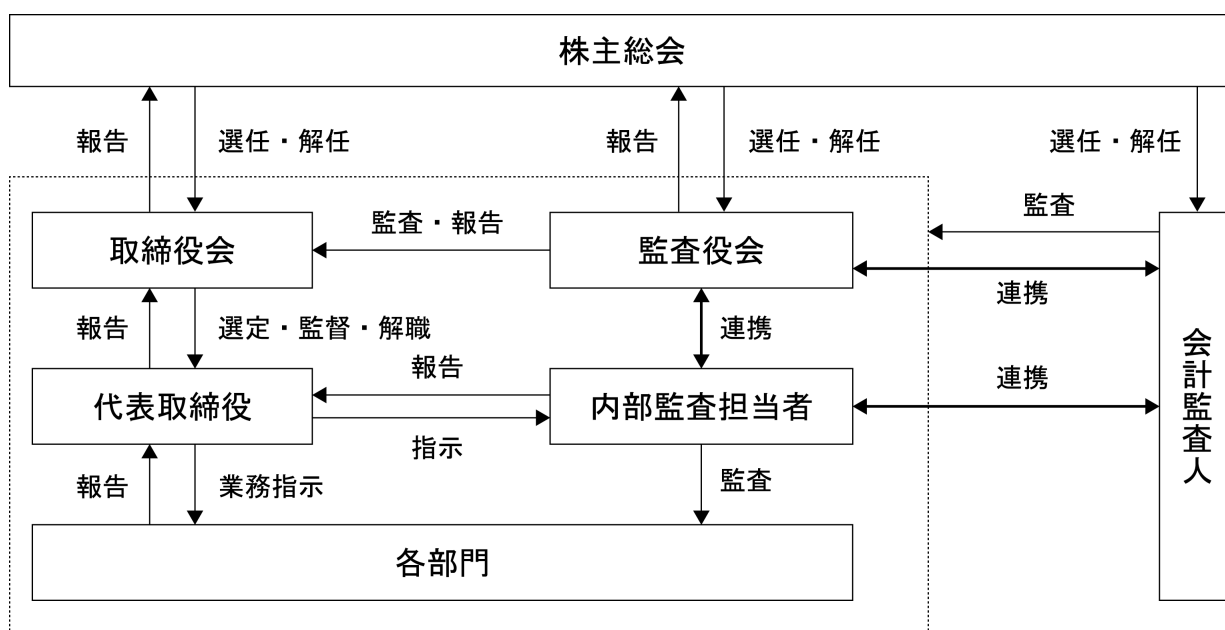 株主総会
報告
選任・解任
報告
選任・解任
選任・解任
監査
取締役会
監査・報告
監査役会
連携
報告
選定・監督・解職
連携
報告
連携
代表取締役
内部監査担当者
指示
会計監査人
報告
業務指示
監査
各部門